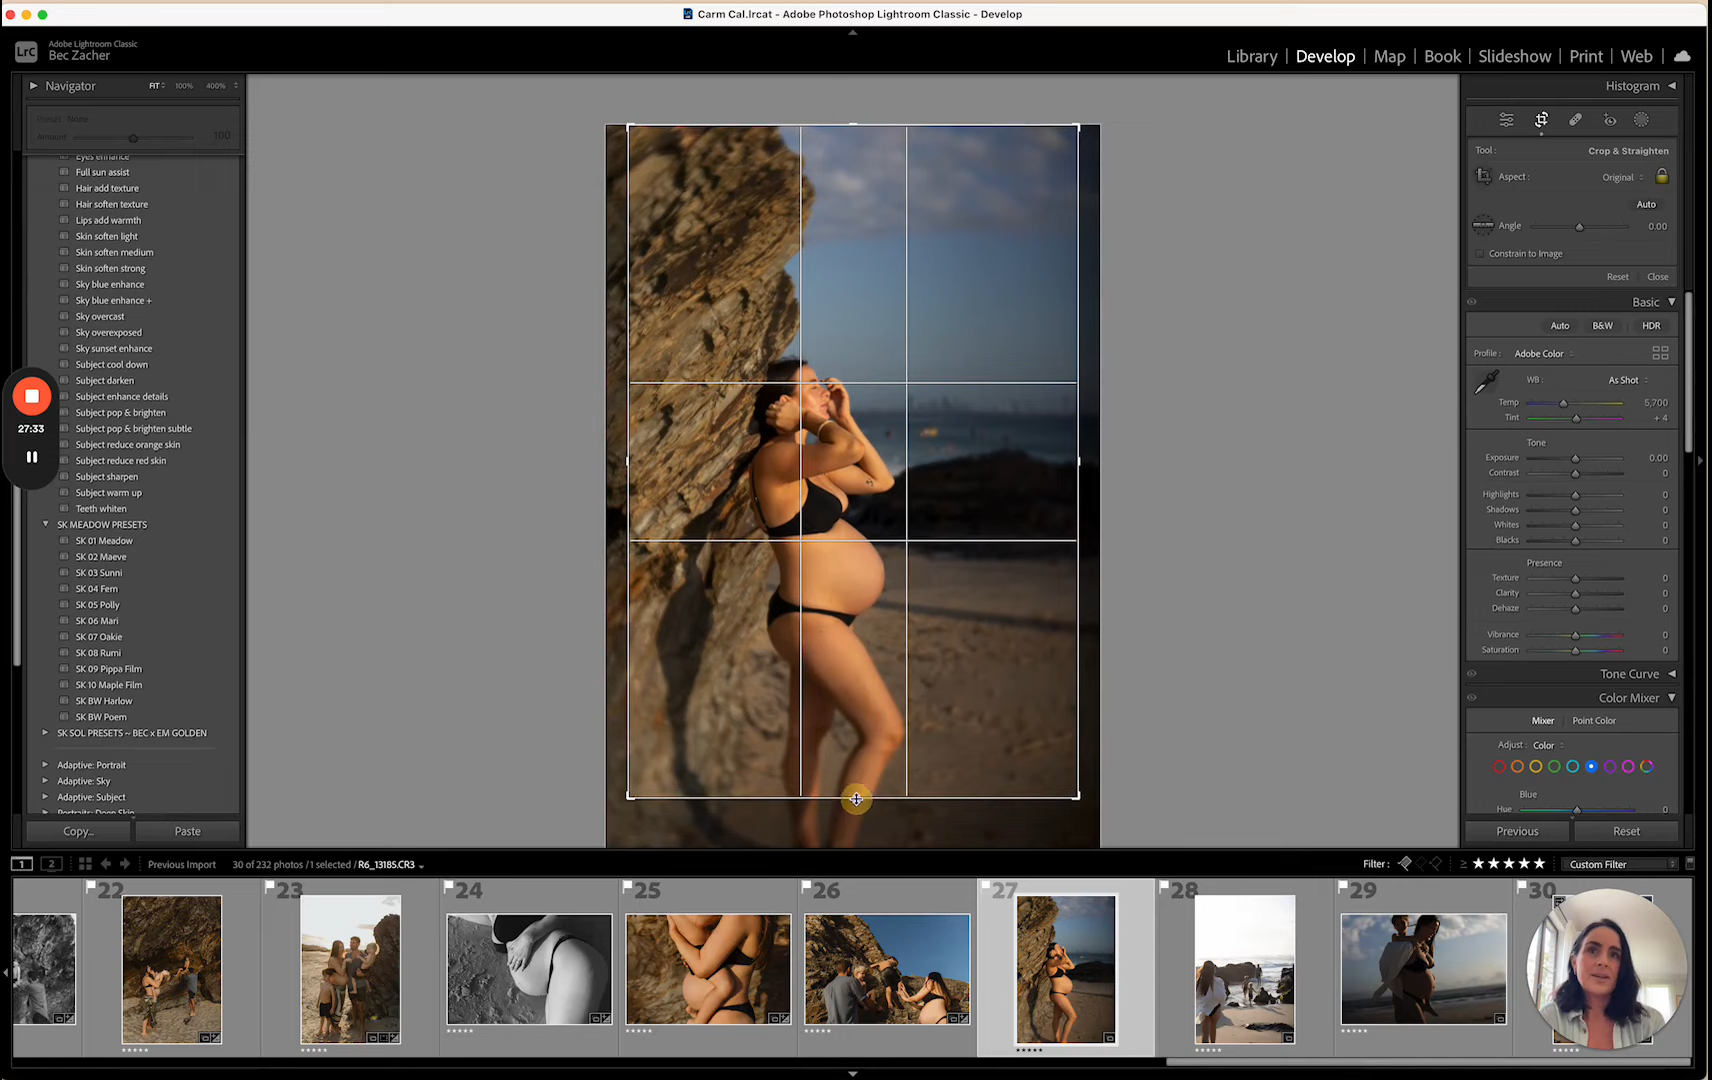 Carm Cal.lrcat - Adobe Photoshop Lightroom Classic - Develop
LrC
Adobe Lightroom Classic
Bec Zacher
Library | Develop | Map | Book | Slideshow | Print | Web |
Navigator FIT 100% 400%
Preset: None
Amount 100
Eyes enhance
Full sun assist
Hair add texture
Hair soften texture
Lips add warmth
Skin soften light
Skin soften medium
Skin soften strong
Sky blue enhance
Sky blue enhance +
Sky overcast
Sky overexposed
Sky sunset enhance
Subject cool down
Subject darken
Subject enhance details
Subject pop & brighten
Subject pop & brighten subtle
Subject reduce orange skin
Subject reduce red skin
Subject sharpen
Subject warm up
Teeth whiten
SK MEADOW PRESETS
SK 01 Meadow
SK 02 Maeve
SK 03 Sunni
SK 04 Fern
SK 05 Polly
SK 06 Mari
SK 07 Oakie
SK 08 Rumi
SK 09 Pippa Film
SK 10 Maple Film
SK BW Harlow
SK BW Poem
SK SOL PRESETS ~ BEC x EM GOLDEN
Adaptive: Portrait
Adaptive: Sky
Adaptive: Subject
Portraits: Deep Skin
Copy... Paste
27:33
Histogram
Tool : Crop & Straighten
Aspect : Original
Auto
Angle 0.00
Constrain to Image
Reset Close
Basic
Auto B&W HDR
Profile : Adobe Color
WB : As Shot
Temp 5,700
Tint + 4
Tone
Exposure 0.00
Contrast 0
Highlights 0
Shadows 0
Whites 0
Blacks 0
Presence
Texture 0
Clarity 0
Dehaze 0
Vibrance 0
Saturation 0
Tone Curve
Color Mixer
Mixer Point Color
Adjust : Color
Blue
Hue 0
Previous Reset
1 2 Previous Import 30 of 232 photos / 1 selected / R6_13185.CR3 Filter : ≥ ★★★★★ Custom Filter
22 23 24 25 26 27 28 29 30